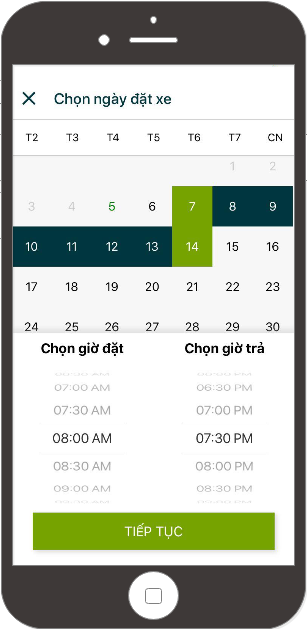 Chọn ngày đặt xe
T2 T3 T4 T5 T6 T7 CN
1 2
3 4 5 6 7 8 9
10 11 12 13 14 15 16
17 18 19 20 21 22 23
24 25 26 27 28 29 30
Chọn giờ đặt Chọn giờ trả
06:30 PM
07:00 AM
07:30 AM 07:00 PM
08:00 AM 07:30 PM
08:30 AM 08:00 PM
09:00 AM 08:30 PM
TIẾP TỤC